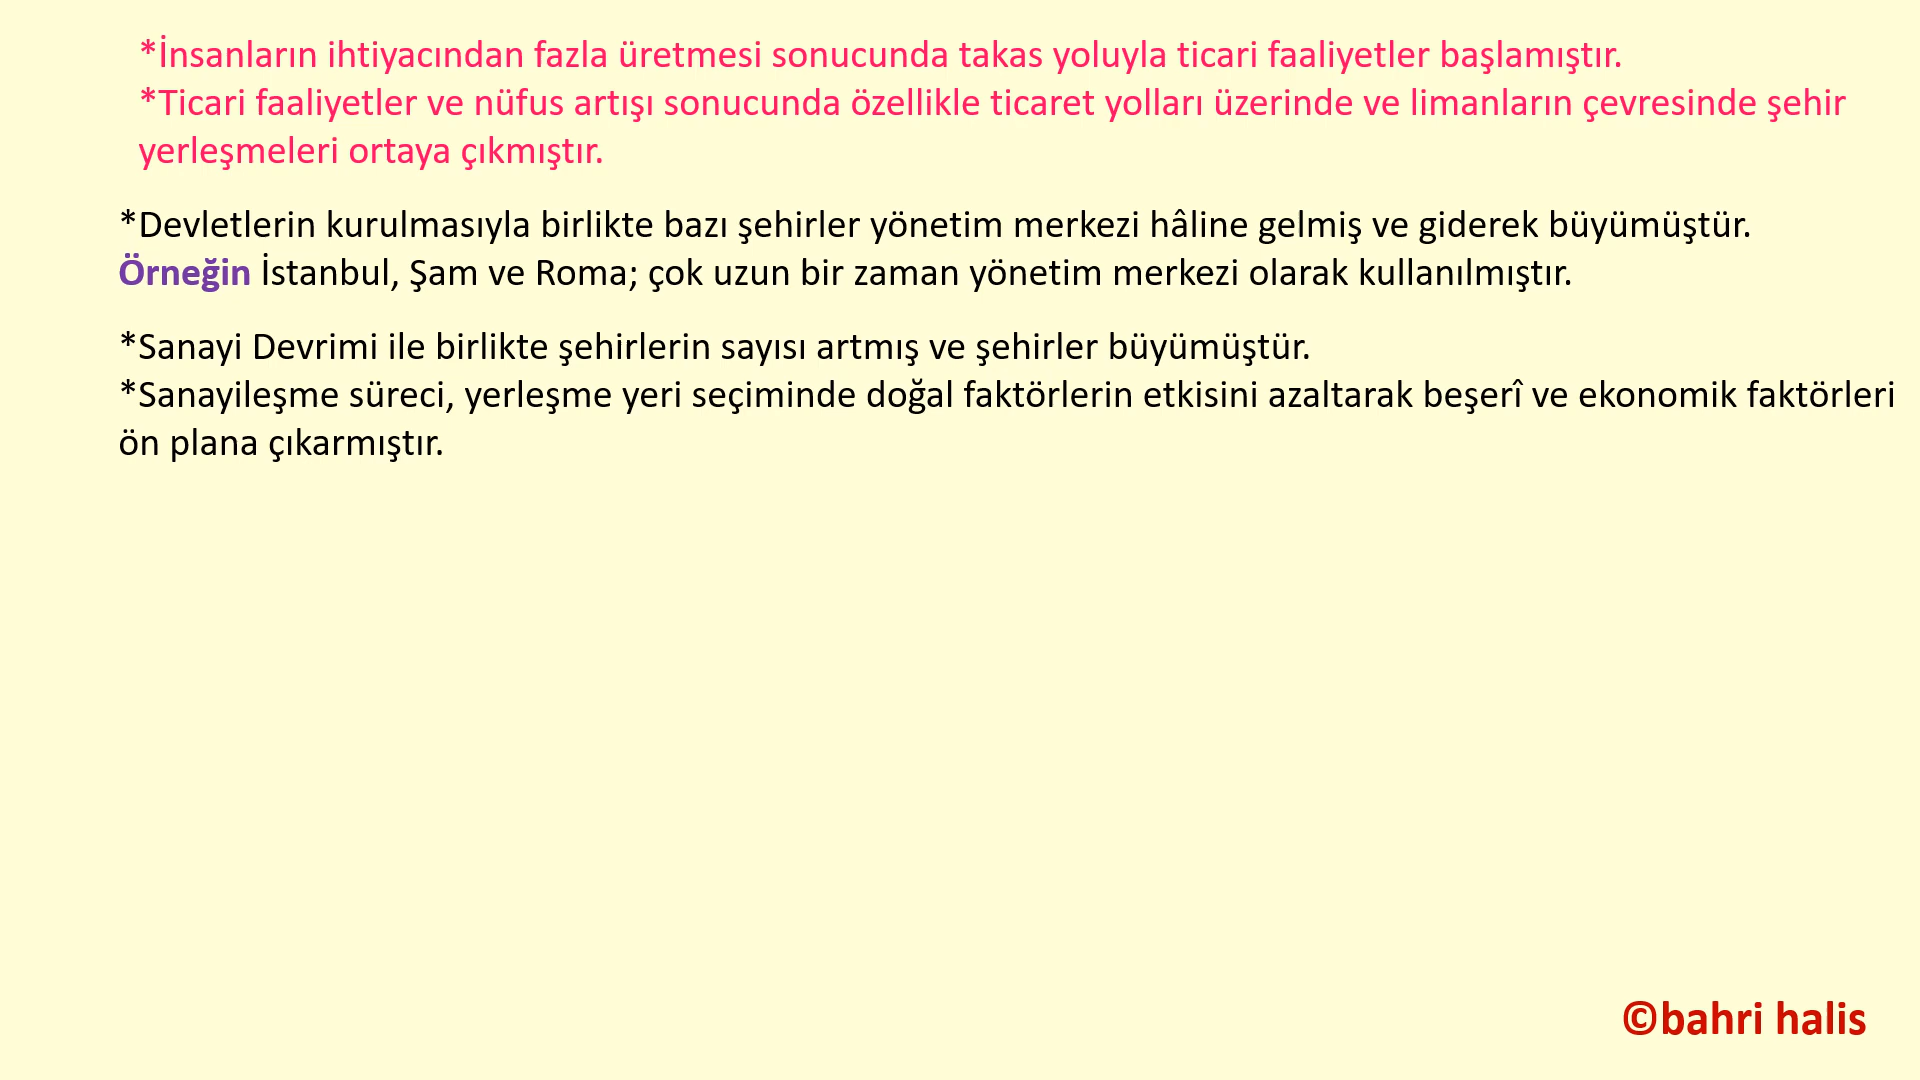 *İnsanların ihtiyacından fazla üretmesi sonucunda takas yoluyla ticari faaliyetler başlamıştır.
*Ticari faaliyetler ve nüfus artışı sonucunda özellikle ticaret yolları üzerinde ve limanların çevresinde şehir
yerleşmeleri ortaya çıkmıştır.
*Devletlerin kurulmasıyla birlikte bazı şehirler yönetim merkezi hâline gelmiş ve giderek büyümüştür.
Örneğin İstanbul, Şam ve Roma; çok uzun bir zaman yönetim merkezi olarak kullanılmıştır.
*Sanayi Devrimi ile birlikte şehirlerin sayısı artmış ve şehirler büyümüştür.
*Sanayileşme süreci, yerleşme yeri seçiminde doğal faktörlerin etkisini azaltarak beşerî ve ekonomik faktörleri
ön plana çıkarmıştır.
©bahri halis